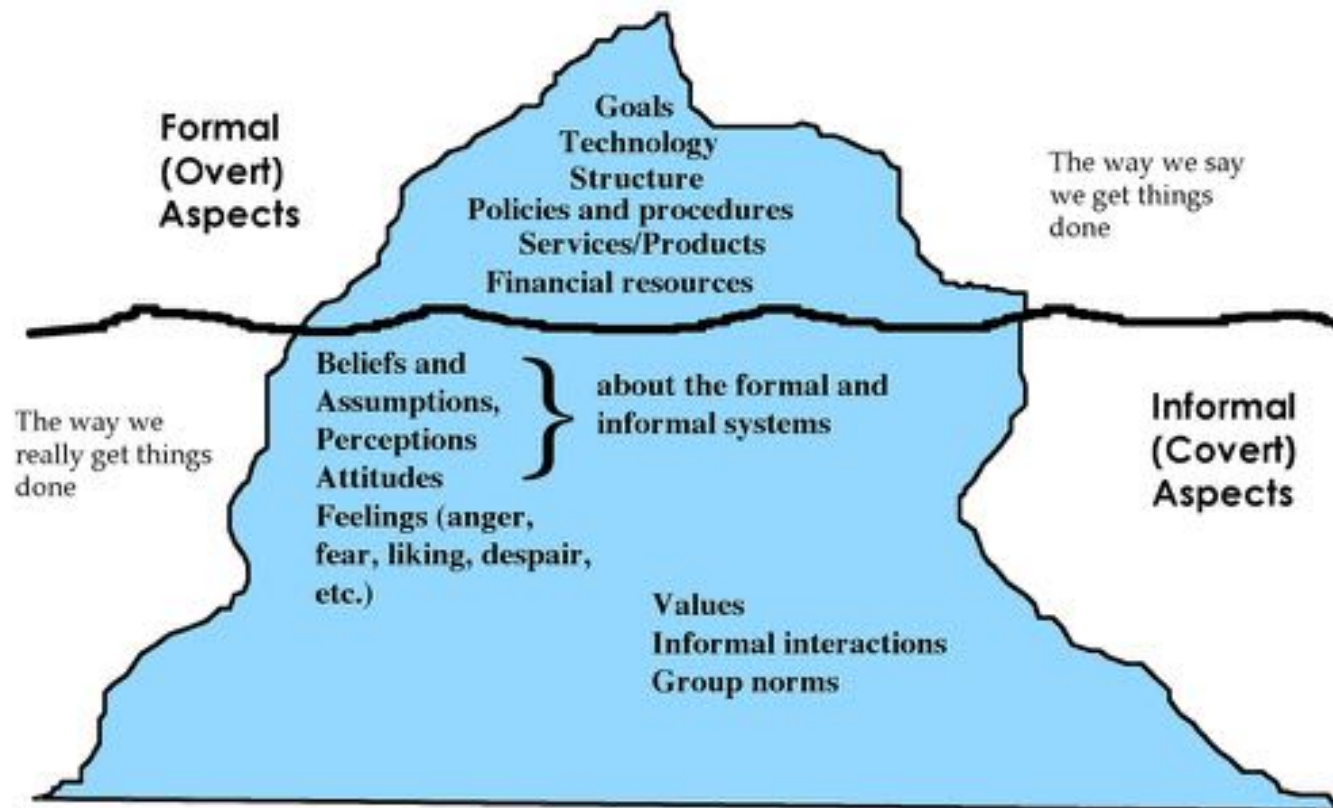 Formal
(Overt)
Aspects
Goals
Technology
Structure
Policies and procedures
Services/Products
Financial resources
The way we say
we get things
done
The way we
really get things
done
Beliefs and
Assumptions,
Perceptions
Attitudes
Feelings (anger,
fear, liking, despair,
etc.)
}
about the formal and
informal systems
Values
Informal interactions
Group norms
Informal
(Covert)
Aspects